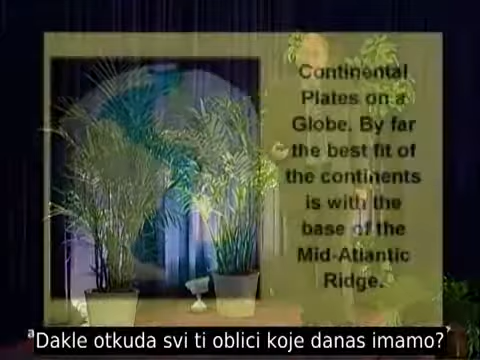 Continental
Plates on a
Globe. By far
the best fit of
the continents
is with the
base of the
Mid-Atlantic
Ridge.
Dakle otkuda svi ti oblici koje danas imamo?